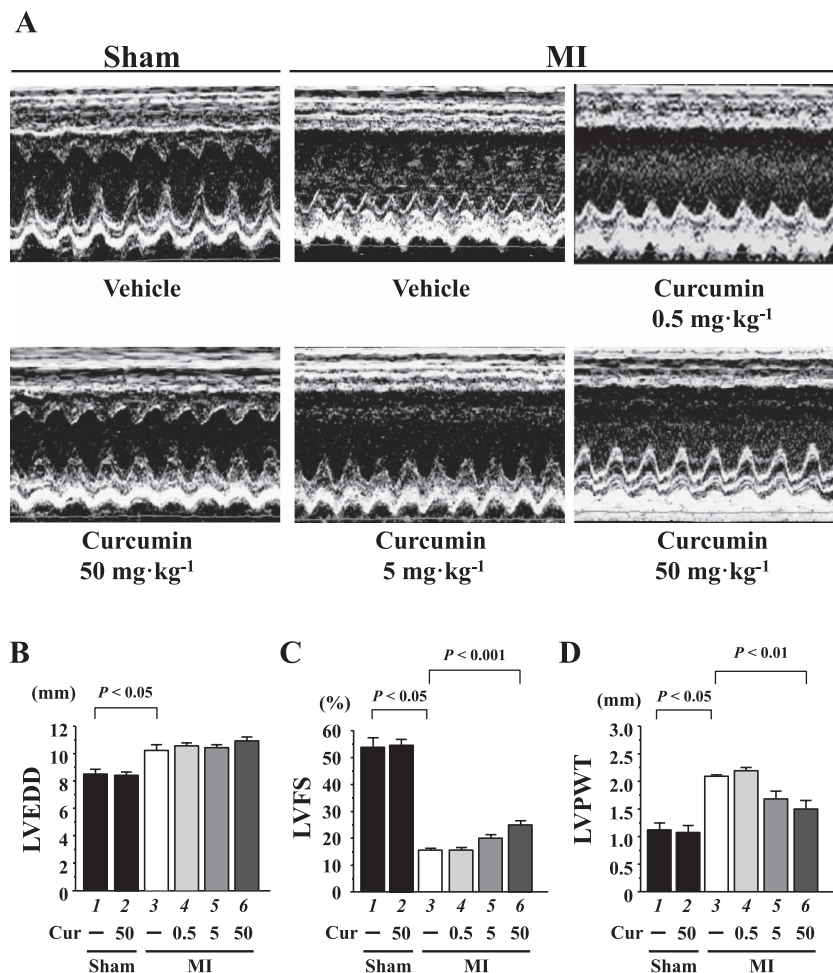 A
Sham
MI
Vehicle
Vehicle
Curcumin
0.5 mg·kg⁻¹
Curcumin
50 mg·kg⁻¹
Curcumin
5 mg·kg⁻¹
Curcumin
50 mg·kg⁻¹
B
(mm)
P < 0.05
LVEDD
12
10
8
6
4
2
0
1 2 3 4 5 6
Cur – 50 – 0.5 5 50
Sham MI
C
(%)
P < 0.001
P < 0.05
LVFS
60
50
40
30
20
10
0
1 2 3 4 5 6
Cur – 50 – 0.5 5 50
Sham MI
D
(mm)
P < 0.01
P < 0.05
LVPWT
3.0
2.5
2.0
1.5
1.0
0.5
0
1 2 3 4 5 6
Cur – 50 – 0.5 5 50
Sham MI